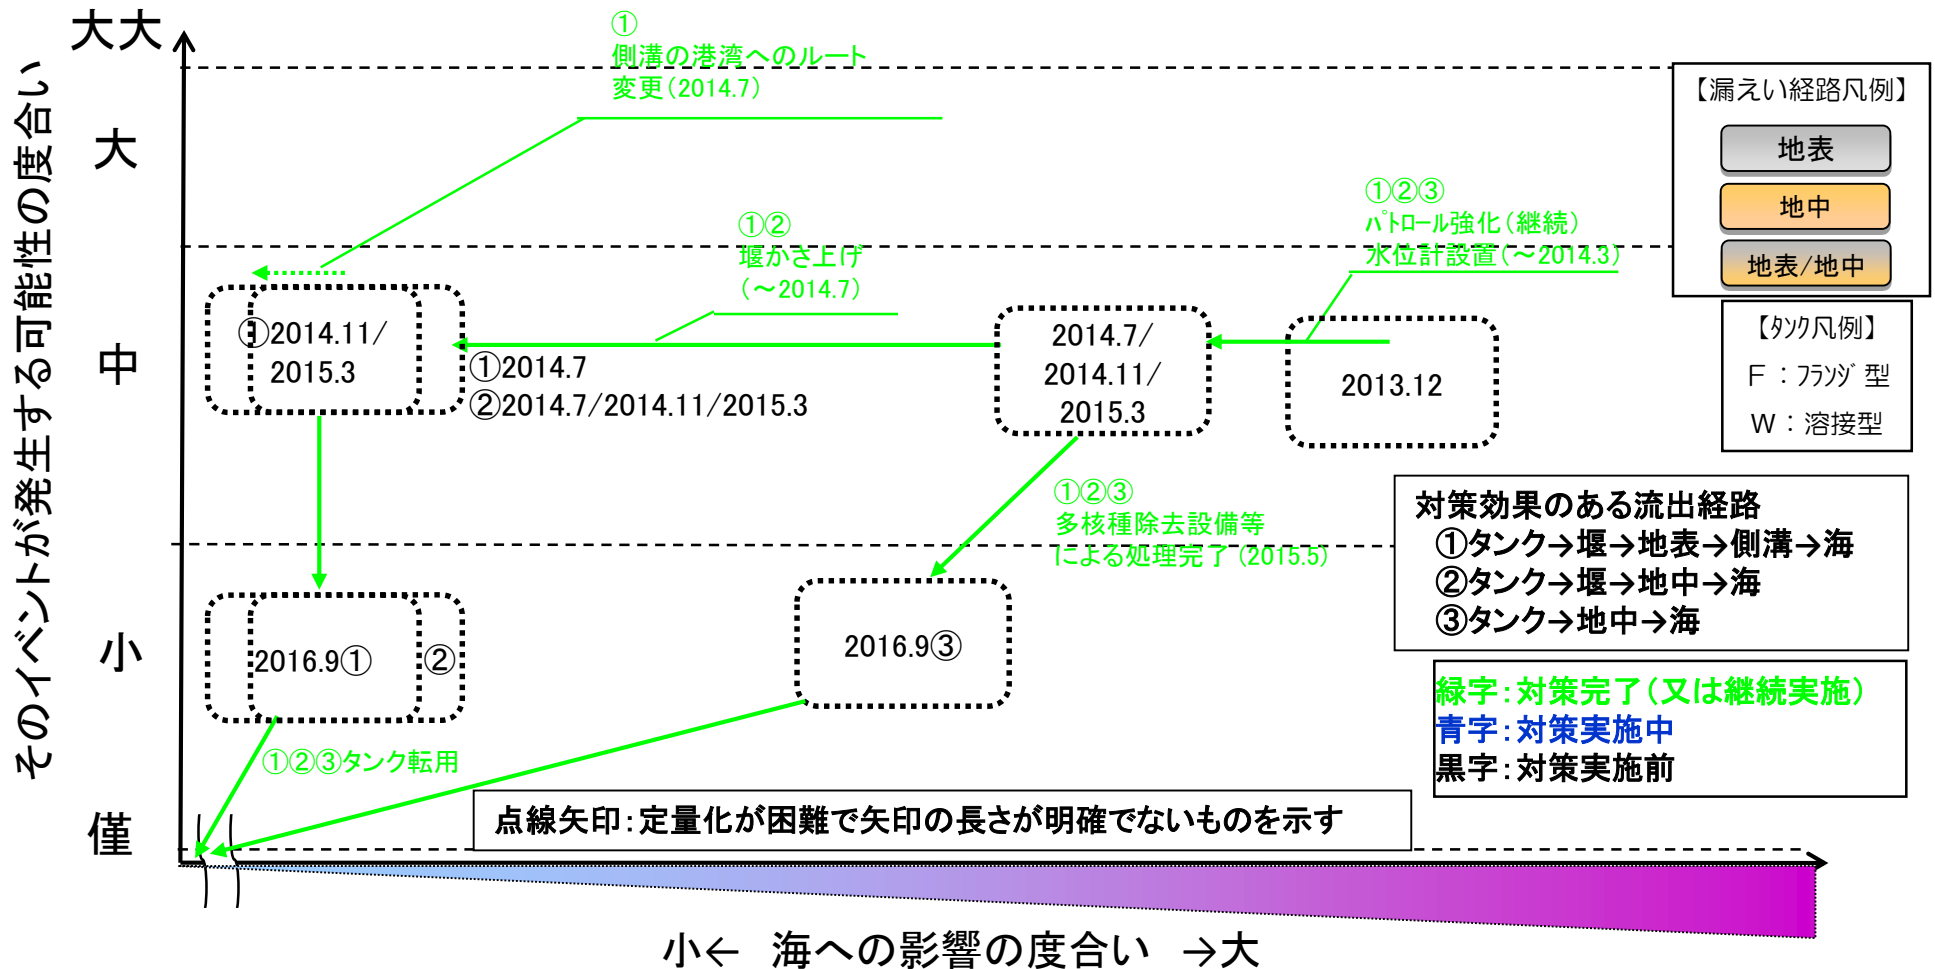 大大
大
中
小
僅
そのイベントが発生する可能性の度合い
①
側溝の港湾へのルート
変更(2014.7)
①②
堰かさ上げ
(～2014.7)
①②③
ﾊﾟﾄﾛｰﾙ強化(継続)
水位計設置(～2014.3)
①2014.11/
2015.3
①2014.7
②2014.7/2014.11/2015.3
2014.7/
2014.11/
2015.3
2013.12
①②③
多核種除去設備等
による処理完了(2015.5)
2016.9①
②
2016.9③
①②③タンク転用
点線矢印:定量化が困難で矢印の長さが明確でないものを示す
小← 海への影響の度合い →大
【漏えい経路凡例】
地表
地中
地表/地中
【ﾀﾝｸ凡例】
F：ﾌﾗﾝｼﾞ型
W：溶接型
対策効果のある流出経路
①タンク→堰→地表→側溝→海
②タンク→堰→地中→海
③タンク→地中→海
緑字:対策完了(又は継続実施)
青字:対策実施中
黒字:対策実施前